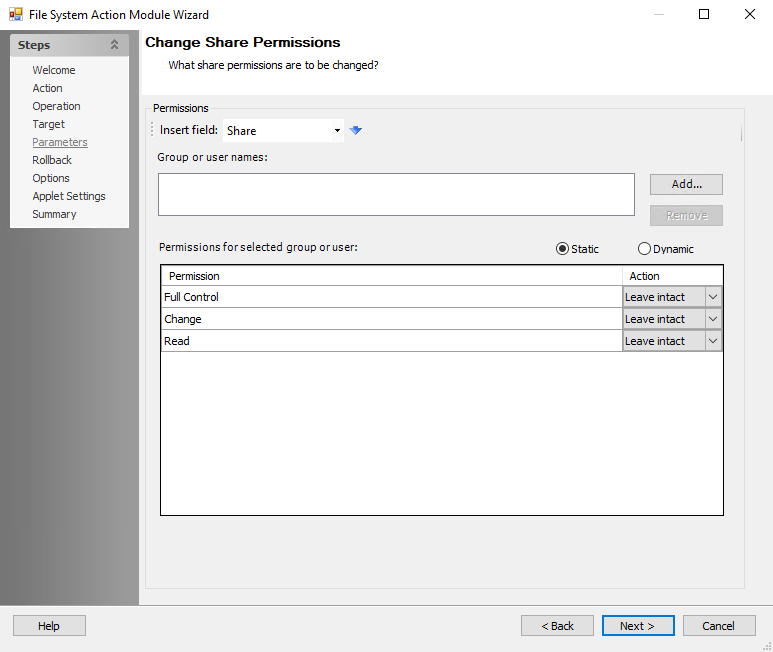 File System Action Module Wizard
Steps
Welcome
Action
Operation
Target
Parameters
Rollback
Options
Applet Settings
Summary
Change Share Permissions
What share permissions are to be changed?
Permissions
Insert field: Share
Group or user names:
Add...
Remove
Permissions for selected group or user: Static Dynamic
Permission Action
Full Control Leave intact
Change Leave intact
Read Leave intact
Help < Back Next > Cancel